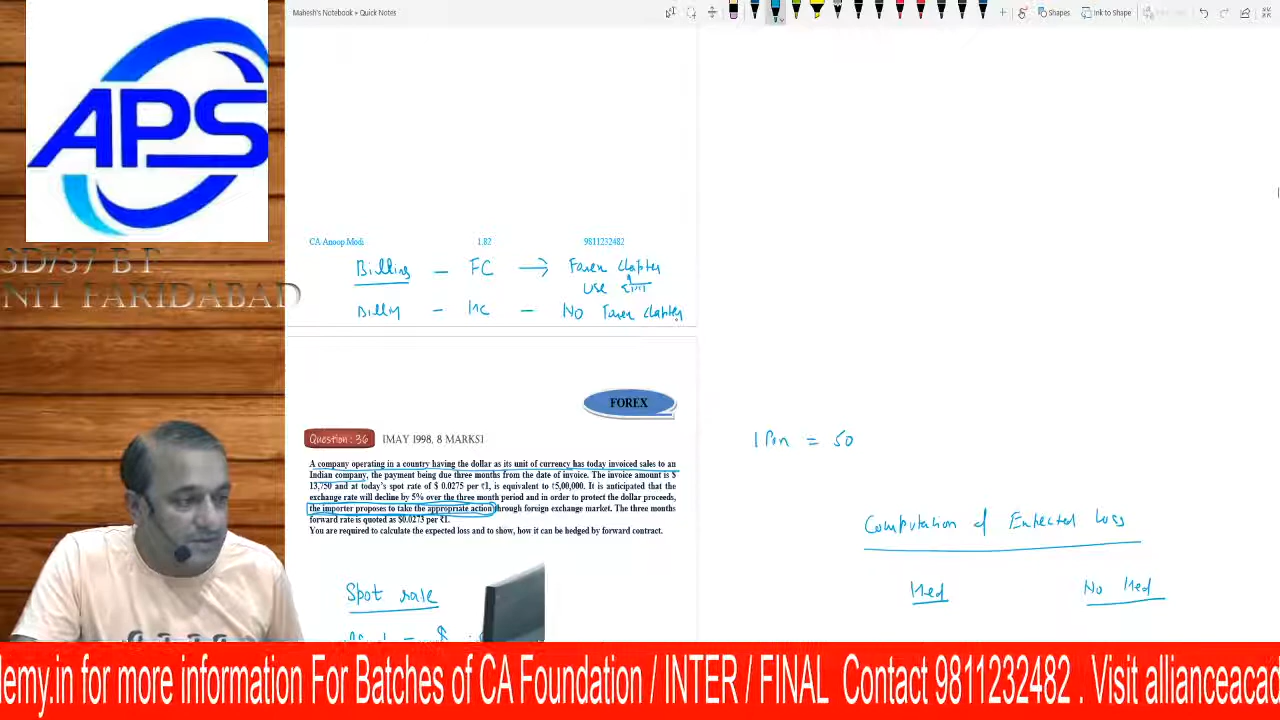 Mahesh's Notebook » Quick Notes
Shapes
Ink to Shape
APS
3D/37 B.P.
NIT FARIDABAD
CA Anoop Modi 1.82 9811232482
Billing – FC → Forex Chapter
use
– INC – No Forex Chapter
FOREX
Question : 36 [MAY 1998, 8 MARKS]
A company operating in a country having the dollar as its unit of currency has today invoiced sales to an
Indian company, the payment being due three months from the date of invoice. The invoice amount is $
13,750 and at today's spot rate of $ 0.0275 per ₹1, is equivalent to ₹5,00,000. It is anticipated that the
exchange rate will decline by 5% over the three month period and in order to protect the dollar proceeds,
the importer proposes to take the appropriate action through foreign exchange market. The three months
forward rate is quoted as $0.0273 per ₹1.
You are required to calculate the expected loss and to show, how it can be hedged by forward contract.
Spot rate
= 50
Computation of Expected Loss
Hed No Hed
demy.in for more information For Batches of CA Foundation / INTER / FINAL Contact 9811232482 . Visit allianceacad